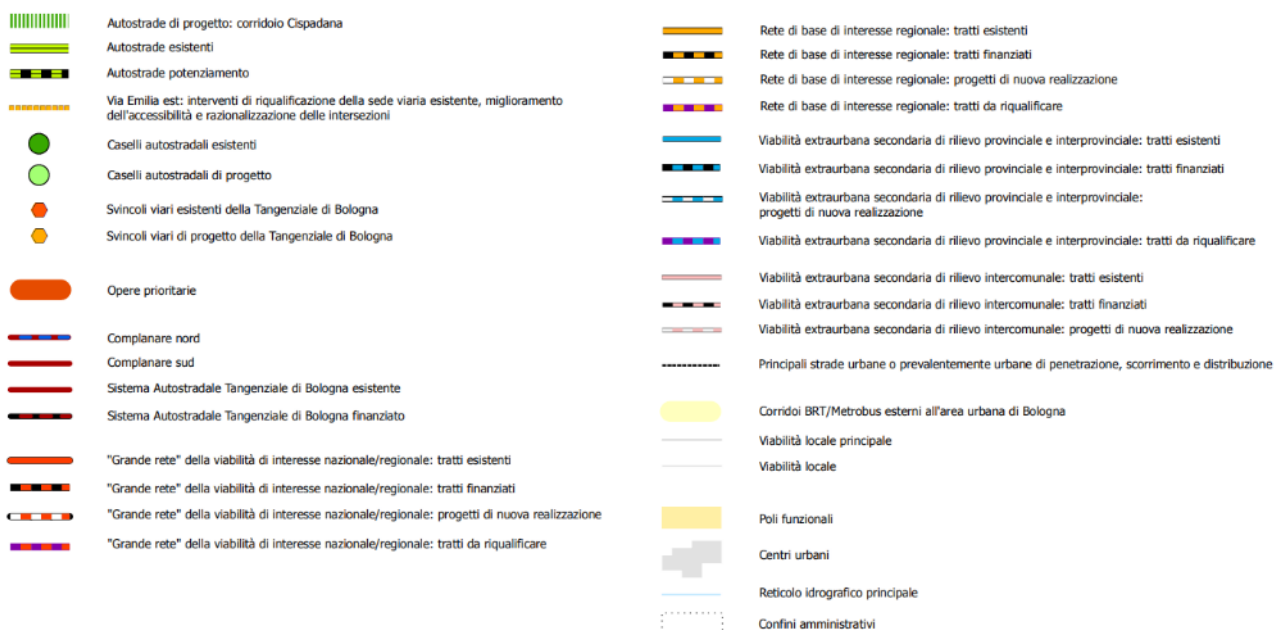 Autostrade di progetto: corridoio Cispadana
Autostrade esistenti
Autostrade potenziamento
Via Emilia est: interventi di riqualificazione della sede viaria esistente, miglioramento
dell'accessibilità e razionalizzazione delle intersezioni
Caselli autostradali esistenti
Caselli autostradali di progetto
Svincoli viari esistenti della Tangenziale di Bologna
Svincoli viari di progetto della Tangenziale di Bologna
Opere prioritarie
Complanare nord
Complanare sud
Sistema Autostradale Tangenziale di Bologna esistente
Sistema Autostradale Tangenziale di Bologna finanziato
"Grande rete" della viabilità di interesse nazionale/regionale: tratti esistenti
"Grande rete" della viabilità di interesse nazionale/regionale: tratti finanziati
"Grande rete" della viabilità di interesse nazionale/regionale: progetti di nuova realizzazione
"Grande rete" della viabilità di interesse nazionale/regionale: tratti da riqualificare
Rete di base di interesse regionale: tratti esistenti
Rete di base di interesse regionale: tratti finanziati
Rete di base di interesse regionale: progetti di nuova realizzazione
Rete di base di interesse regionale: tratti da riqualificare
Viabilità extraurbana secondaria di rilievo provinciale e interprovinciale: tratti esistenti
Viabilità extraurbana secondaria di rilievo provinciale e interprovinciale: tratti finanziati
Viabilità extraurbana secondaria di rilievo provinciale e interprovinciale:
progetti di nuova realizzazione
Viabilità extraurbana secondaria di rilievo provinciale e interprovinciale: tratti da riqualificare
Viabilità extraurbana secondaria di rilievo intercomunale: tratti esistenti
Viabilità extraurbana secondaria di rilievo intercomunale: tratti finanziati
Viabilità extraurbana secondaria di rilievo intercomunale: progetti di nuova realizzazione
Principali strade urbane o prevalentemente urbane di penetrazione, scorrimento e distribuzione
Corridoi BRT/Metrobus esterni all'area urbana di Bologna
Viabilità locale principale
Viabilità locale
Poli funzionali
Centri urbani
Reticolo idrografico principale
Confini amministrativi